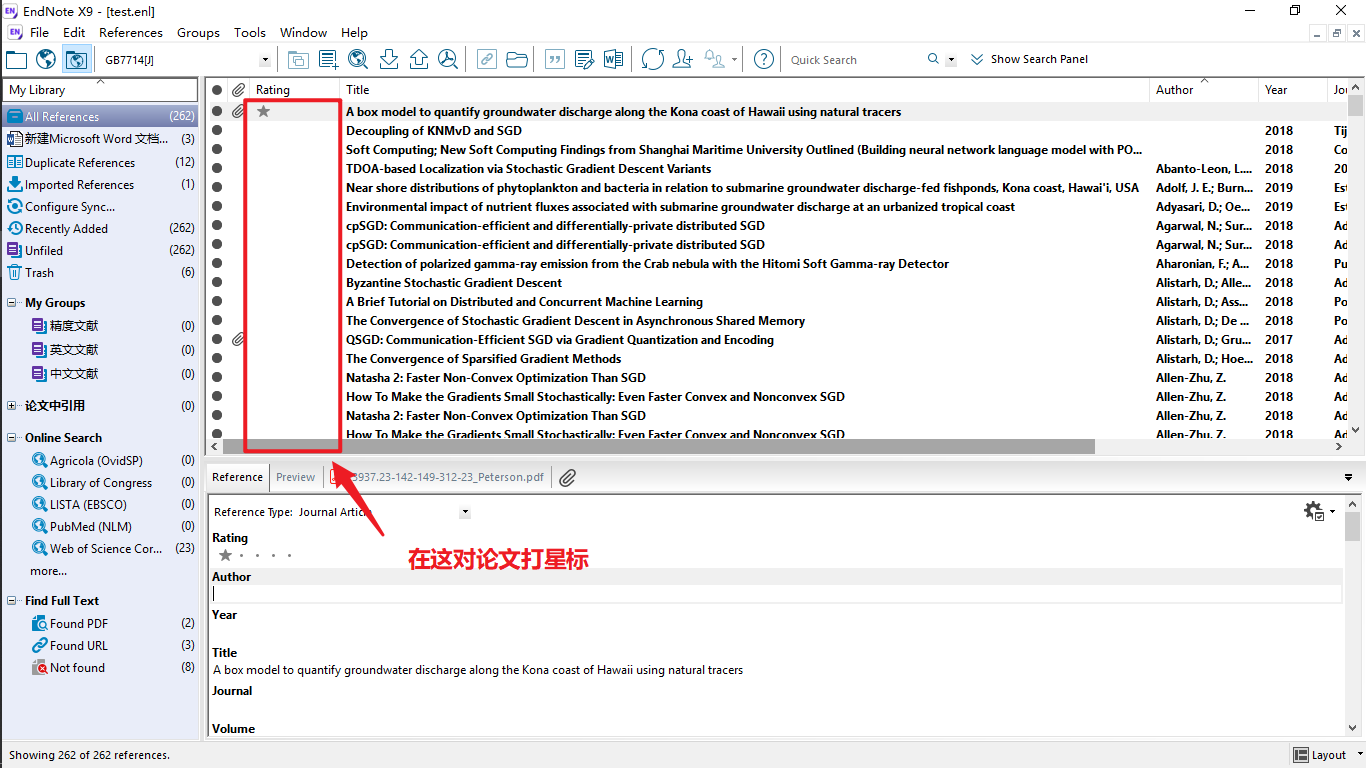 EndNote X9 - [test.enl]
File Edit References Groups Tools Window Help
GB7714[J]
Quick Search
Show Search Panel
My Library
All References (262)
新建Microsoft Word 文档... (3)
Duplicate References (12)
Imported References (1)
Configure Sync...
Recently Added (262)
Unfiled (262)
Trash (6)
My Groups
精度文献 (0)
英文文献 (0)
中文文献 (0)
论文中引用 (0)
Online Search
Agricola (OvidSP) (0)
Library of Congress (0)
LISTA (EBSCO) (0)
PubMed (NLM) (0)
Web of Science Cor... (23)
more...
Find Full Text
Found PDF (2)
Found URL (3)
Not found (8)
Rating Title Author Year Jou
A box model to quantify groundwater discharge along the Kona coast of Hawaii using natural tracers
Decoupling of KNMvD and SGD 2018 Tij
Soft Computing; New Soft Computing Findings from Shanghai Maritime University Outlined (Building neural network language model with PO... 2018 Co
TDOA-based Localization via Stochastic Gradient Descent Variants Abanto-Leon, L.... 2018 20
Near shore distributions of phytoplankton and bacteria in relation to submarine groundwater discharge-fed fishponds, Kona coast, Hawai'i, USA Adolf, J. E.; Burn... 2019 Est
Environmental impact of nutrient fluxes associated with submarine groundwater discharge at an urbanized tropical coast Adyasari, D.; Oe... 2019 Est
cpSGD: Communication-efficient and differentially-private distributed SGD Agarwal, N.; Sur... 2018 Ad
cpSGD: Communication-efficient and differentially-private distributed SGD Agarwal, N.; Sur... 2018 Ad
Detection of polarized gamma-ray emission from the Crab nebula with the Hitomi Soft Gamma-ray Detector Aharonian, F.; A... 2018 Pu
Byzantine Stochastic Gradient Descent Alistarh, D.; Alle... 2018 Ad
A Brief Tutorial on Distributed and Concurrent Machine Learning Alistarh, D.; Ass... 2018 Po
The Convergence of Stochastic Gradient Descent in Asynchronous Shared Memory Alistarh, D.; De ... 2018 Po
QSGD: Communication-Efficient SGD via Gradient Quantization and Encoding Alistarh, D.; Gru... 2017 Ad
The Convergence of Sparsified Gradient Methods Alistarh, D.; Hoe... 2018 Ad
Natasha 2: Faster Non-Convex Optimization Than SGD Allen-Zhu, Z. 2018 Ad
How To Make the Gradients Small Stochastically: Even Faster Convex and Nonconvex SGD Allen-Zhu, Z. 2018 Ad
Natasha 2: Faster Non-Convex Optimization Than SGD Allen-Zhu, Z. 2018 Ad
How To Make the Gradients Small Stochastically: Even Faster Convex and Nonconvex SGD Allen-Zhu, Z. 2018 Ad
Reference Preview 3937.23-142-149-312-23_Peterson.pdf
Reference Type: Journal Article
在这对论文打星标
Rating
Author
Year
Title
A box model to quantify groundwater discharge along the Kona coast of Hawaii using natural tracers
Journal
Volume
Showing 262 of 262 references.
Layout